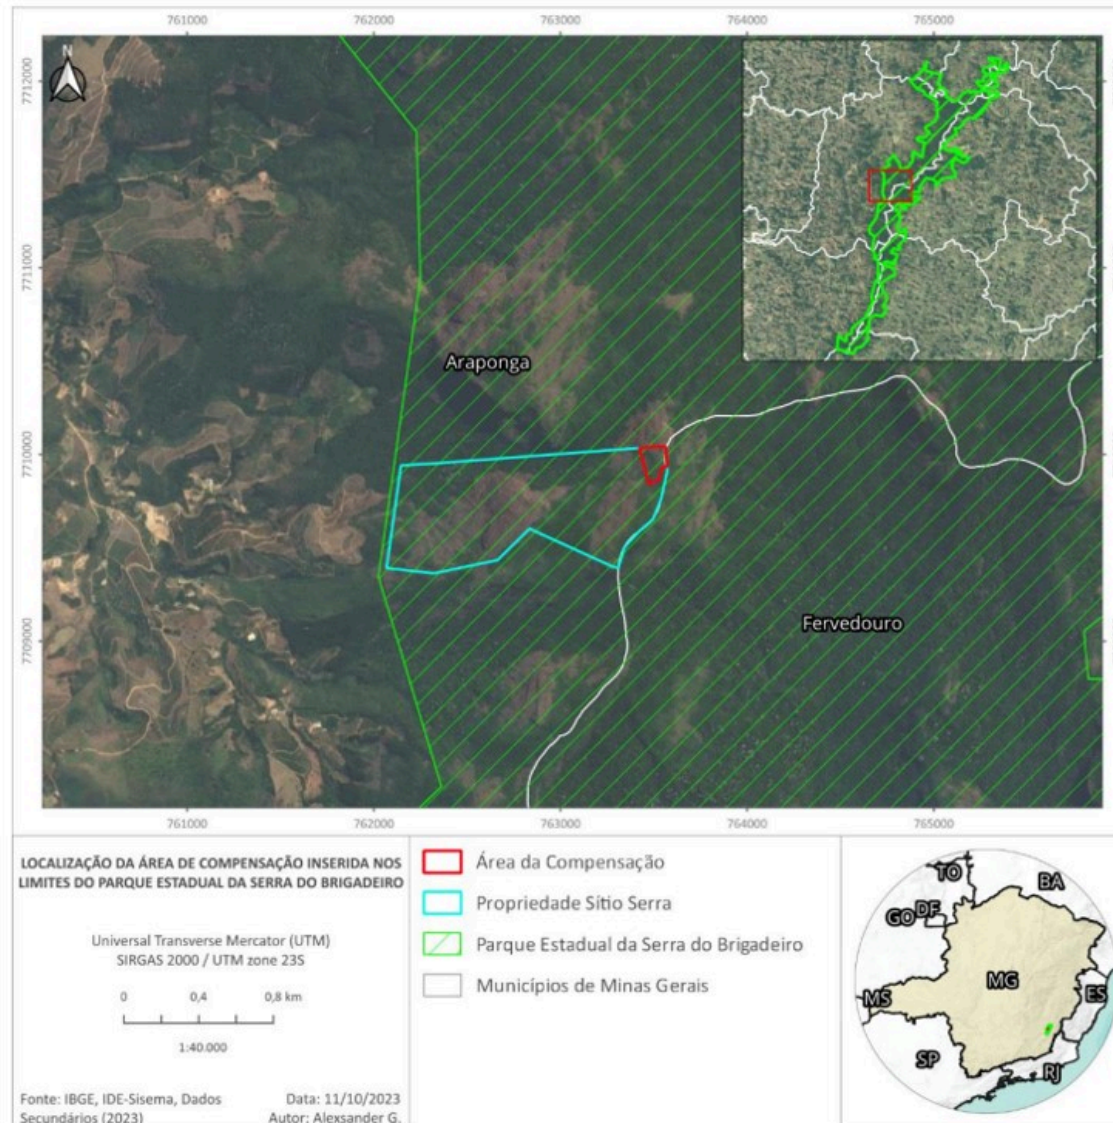 761000 762000 763000 764000 765000
N
7712000
7711000
7710000
7709000
Araponga
Fervedouro
761000 762000 763000 764000 765000
LOCALIZAÇÃO DA ÁREA DE COMPENSAÇÃO INSERIDA NOS
LIMITES DO PARQUE ESTADUAL DA SERRA DO BRIGADEIRO
Universal Transverse Mercator (UTM)
SIRGAS 2000 / UTM zone 23S
0 0,4 0,8 km
1:40.000
Fonte: IBGE, IDE-Sisema, Dados
Secundários (2023)
Data: 11/10/2023
Autor: Alexsander G.
Área da Compensação
Propriedade Sítio Serra
Parque Estadual da Serra do Brigadeiro
Municípios de Minas Gerais
TO
BA
GO
DF
MG
MS
ES
SP
RJ